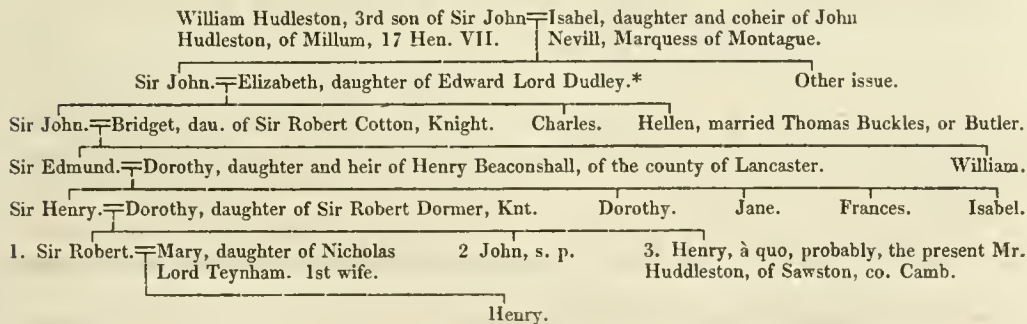 William Hudleston, 3rd son of Sir John Isabel, daughter and coheir of John
Hudleston, of Millum, 17 Hen. VII. Nevill, Marquess of Montague.
Sir John. Elizabeth, daughter of Edward Lord Dudley.* Other issue.
Sir John. Bridget, dau. of Sir Robert Cotton, Knight. Charles. Hellen, married Thomas Buckles, or Butler.
Sir Edmund. Dorothy, daughter and heir of Henry Beaconshall, of the county of Lancaster. William.
Sir Henry. Dorothy, daughter of Sir Robert Dormer, Knt. Dorothy. Jane. Frances. Isabel.
1. Sir Robert. Mary, daughter of Nicholas 2 John, s. p. 3. Henry, à quo, probably, the present Mr.
Lord Teynham. 1st wife. Huddleston, of Sawston, co. Camb.
Henry.